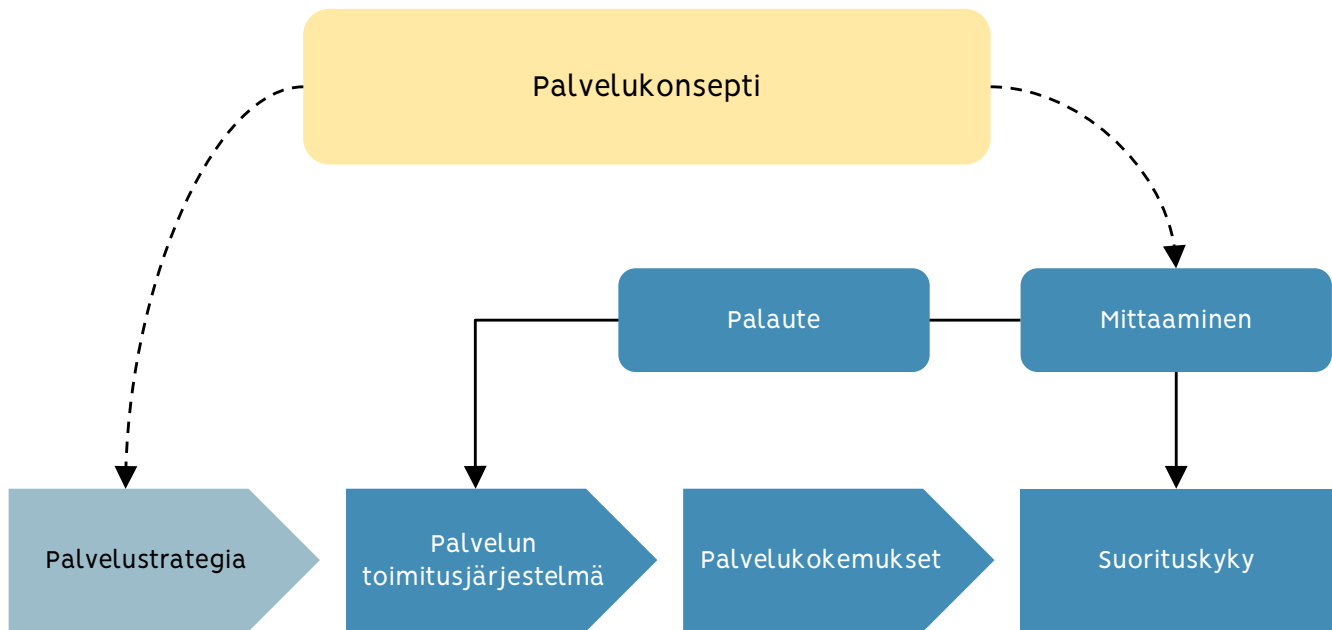 Palvelukonsepti
Palaute
Mittaaminen
Palvelustrategia
Palvelun
toimitusjärjestelmä
Palvelukokemukset
Suorituskyky